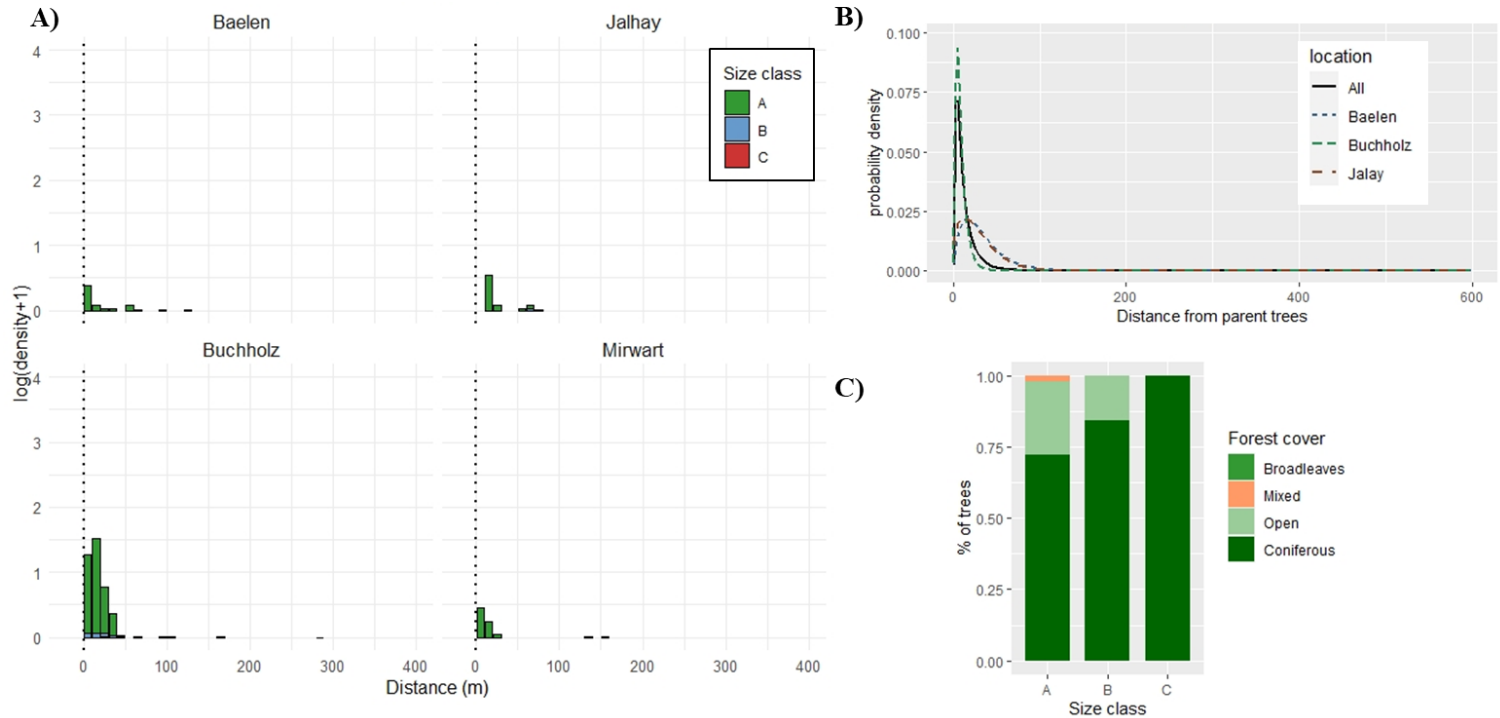 A)
Baelen
Jalhay
4
3
2
1
0
Size class
A
B
C
Buchholz
Mirwart
4
3
2
1
0
log(density+1)
0 100 200 300 400
0 100 200 300 400
Distance (m)
B)
0.100
0.075
0.050
0.025
0.000
probability density
0 200 400 600
Distance from parent trees
location
All
Baelen
Buchholz
Jalay
C)
1.00
0.75
0.50
0.25
0.00
% of trees
A B C
Size class
Forest cover
Broadleaves
Mixed
Open
Coniferous